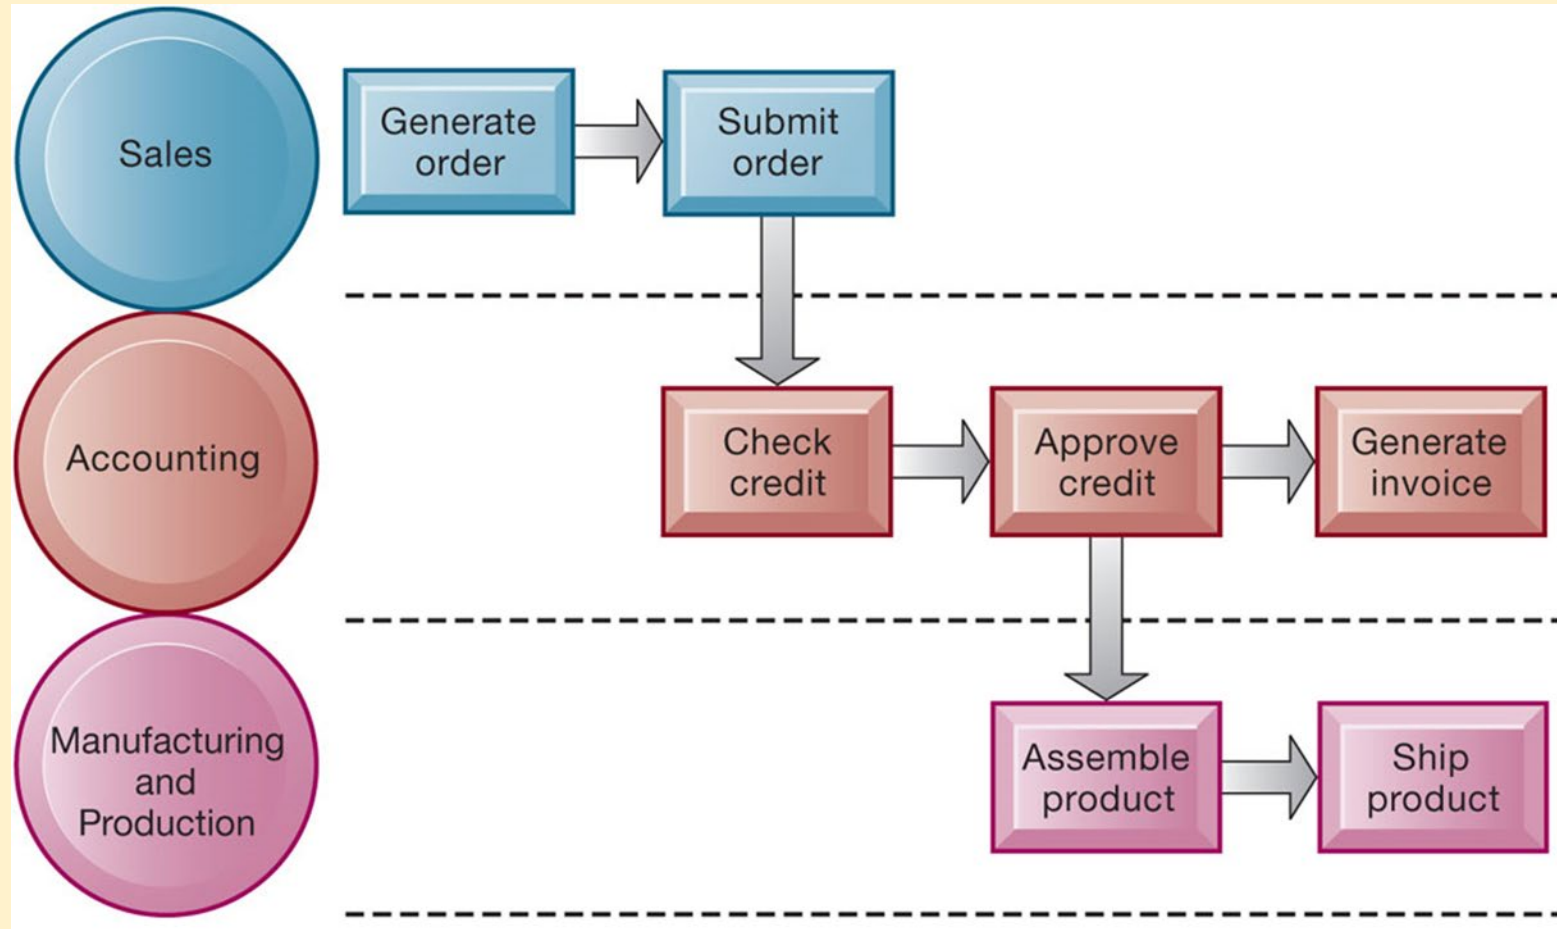 Sales
Generate
order
Submit
order
Accounting
Check
credit
Approve
credit
Generate
invoice
Manufacturing
and
Production
Assemble
product
Ship
product